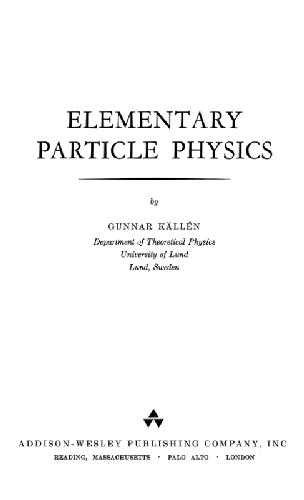 ELEMENTARY
PARTICLE PHYSICS
by
GUNNAR KÄLLÉN
Department of Theoretical Physics
University of Lund
Lund, Sweden
ADDISON-WESLEY PUBLISHING COMPANY, INC
READING, MASSACHUSETTS · PALO ALTO · LONDON